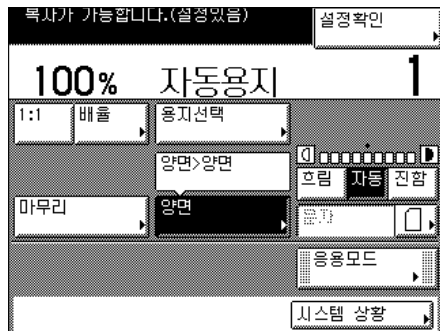 복사가 가능합니다.(설정있음)
설정확인
100% 자동용지 1
1:1 배율 용지선택
양면>양면
흐림 자동 진함
마무리 양면 문자
응용모드
시스템 상황